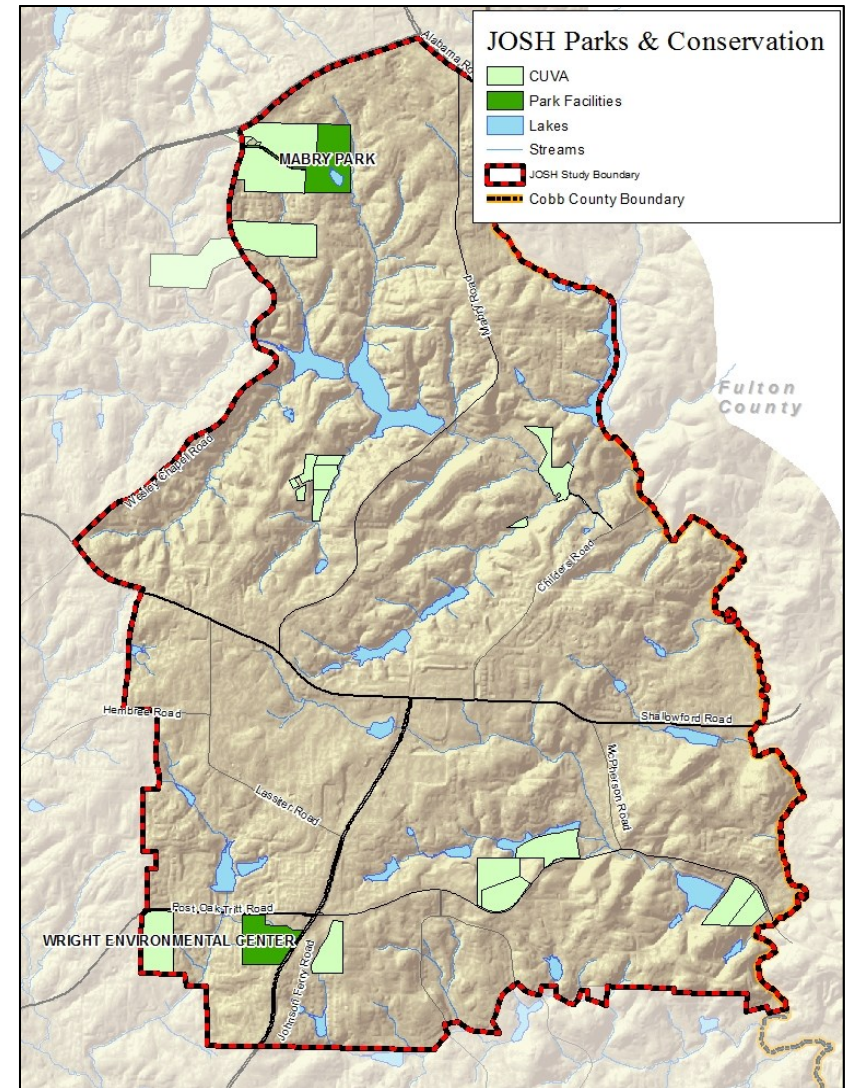 JOSH Parks & Conservation
CUVA
Park Facilities
Lakes
Streams
JOSH Study Boundary
Cobb County Boundary
Alabama Ro
MABRY PARK
Mabry Road
Fulton
County
Wesley Chapel Road
Childers Road
Hembree Road
Shallowford Road
McPherson Road
Lassiter Road
Post Oak Tritt Road
WRIGHT ENVIRONMENTAL CENTER
Johnson Ferry Road